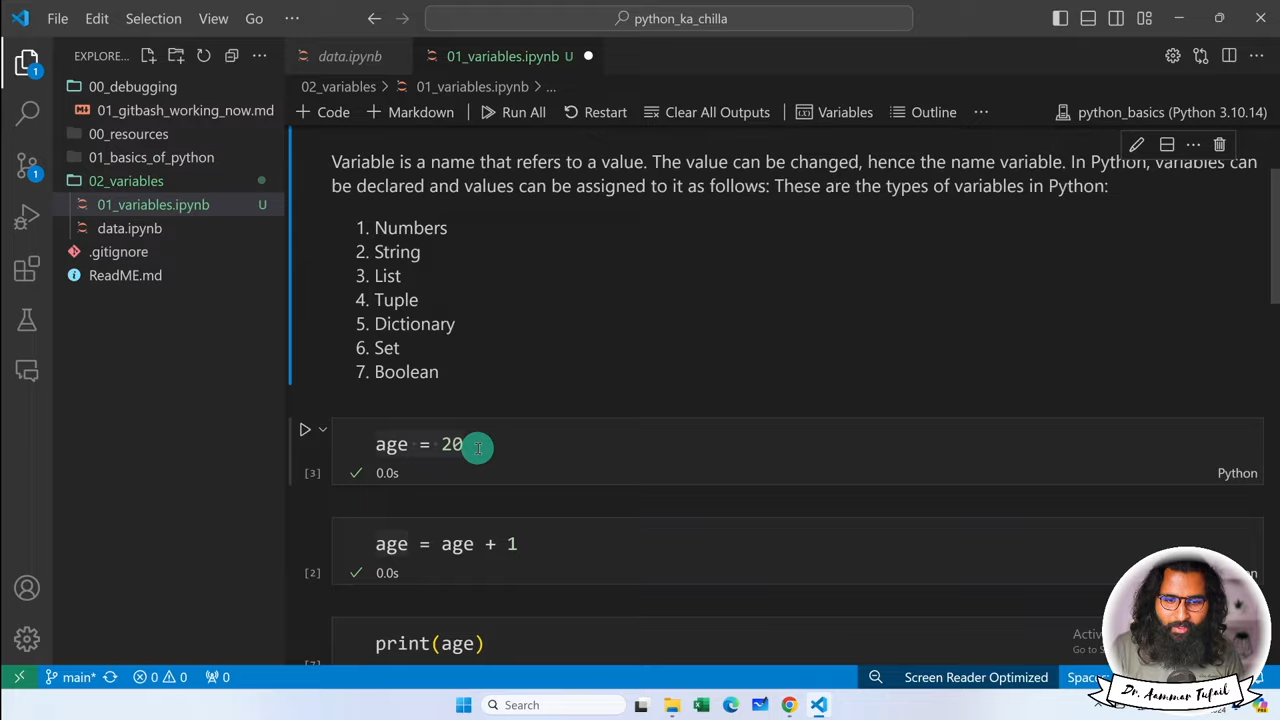 File Edit Selection View Go ··· python_ka_chilla
EXPLORE... data.ipynb 01_variables.ipynb U
1
00_debugging
02_variables > 01_variables.ipynb > ...
01_gitbash_working_now.md
+ Code + Markdown Run All Restart Clear All Outputs Variables Outline ··· python_basics (Python 3.10.14)
00_resources
01_basics_of_python
1
02_variables
01_variables.ipynb U
data.ipynb
.gitignore
ReadME.md
Variable is a name that refers to a value. The value can be changed, hence the name variable. In Python, variables can
be declared and values can be assigned to it as follows: These are the types of variables in Python:
1. Numbers
2. String
3. List
4. Tuple
5. Dictionary
6. Set
7. Boolean
age = 20
[3] 0.0s Python
age = age + 1
[2] 0.0s
print(age)
main* 0 0 0 Screen Reader Optimized
Search
Dr. Aammar Tufail